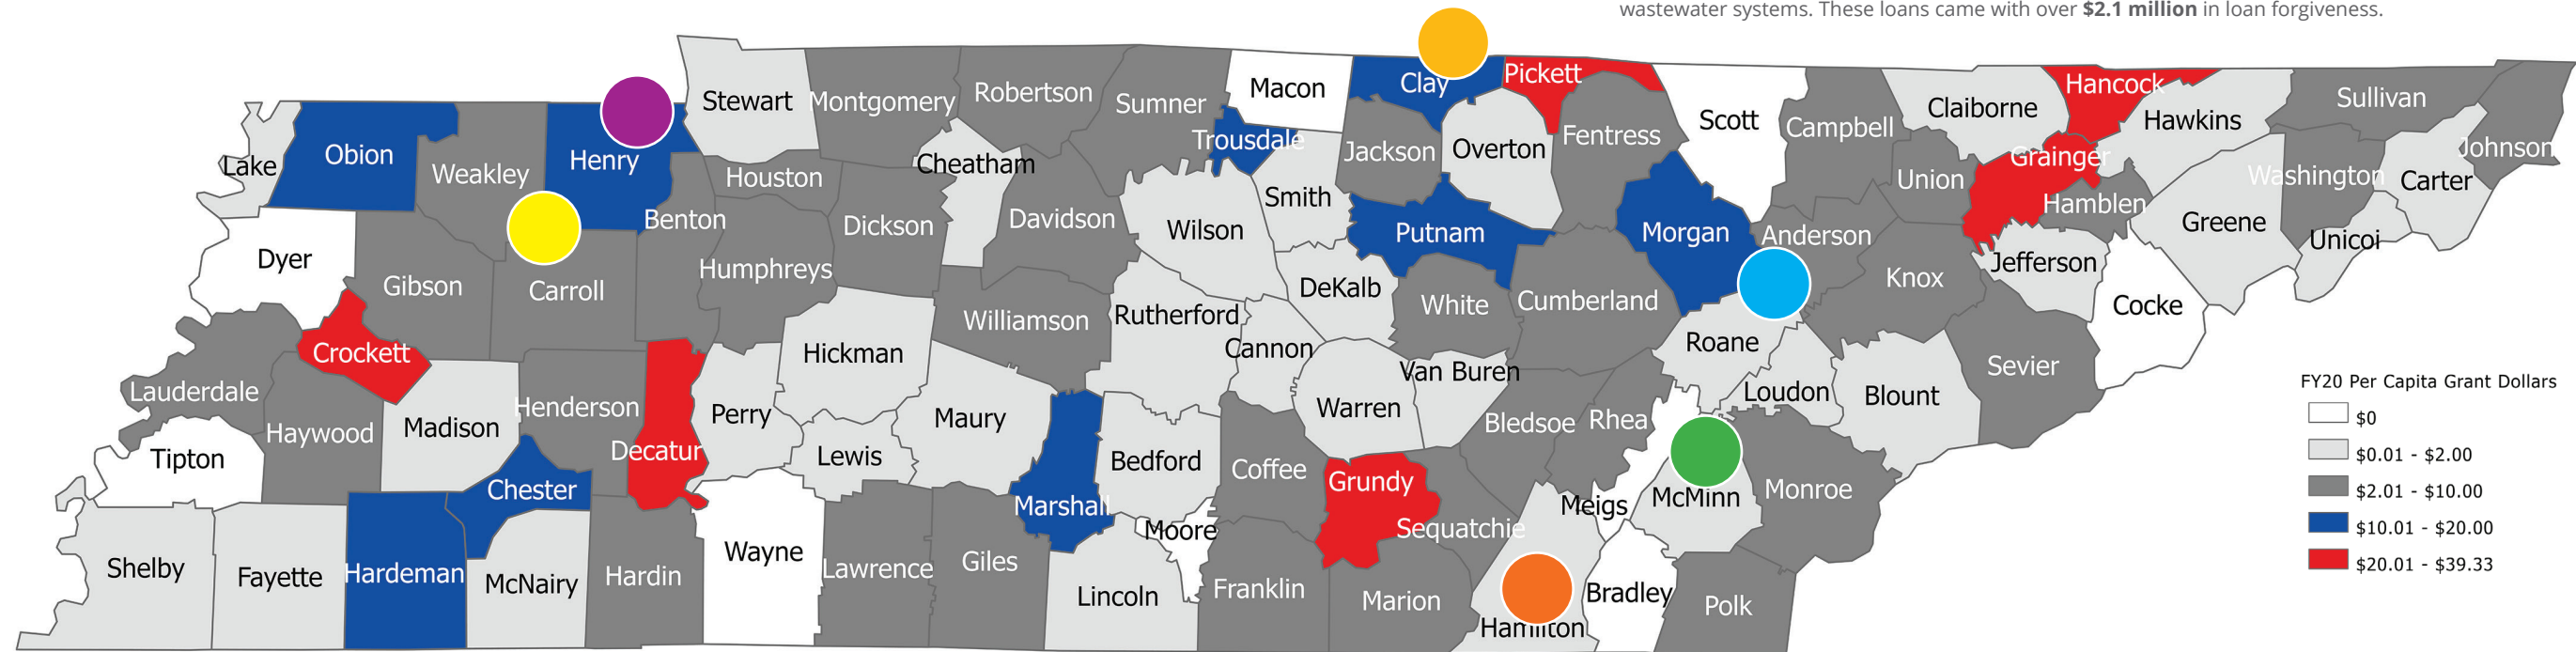 wastewater systems. These loans came with over $2.1 million in loan forgiveness.
Stewart
Montgomery
Robertson
Sumner
Macon
Clay
Pickett
Scott
Campbell
Claiborne
Hancock
Hawkins
Sullivan
Johnson
Lake
Obion
Weakley
Henry
Houston
Cheatham
Trousdale
Jackson
Overton
Fentress
Union
Grainger
Hamblen
Washington
Carter
Dyer
Gibson
Carroll
Benton
Humphreys
Dickson
Davidson
Wilson
Smith
Putnam
Morgan
Anderson
Knox
Jefferson
Greene
Unicoi
Cocke
Lauderdale
Crockett
Williamson
Rutherford
DeKalb
White
Cumberland
Roane
Sevier
Haywood
Madison
Henderson
Decatur
Perry
Hickman
Maury
Cannon
Warren
Van Buren
Bledsoe
Rhea
Loudon
Blount
Tipton
Chester
Lewis
Marshall
Bedford
Coffee
Grundy
Sequatchie
Meigs
McMinn
Monroe
Shelby
Fayette
Hardeman
McNairy
Hardin
Wayne
Lawrence
Giles
Lincoln
Moore
Franklin
Marion
Hamilton
Bradley
Polk
FY20 Per Capita Grant Dollars
$0
$0.01 - $2.00
$2.01 - $10.00
$10.01 - $20.00
$20.01 - $39.33